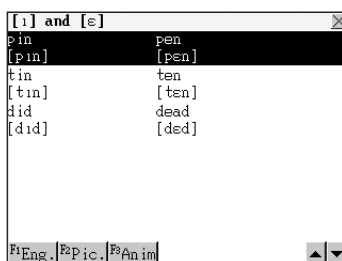 [ɪ] and [ɛ]
pin pen
[pɪn] [pɛn]
tin ten
[tɪn] [tɛn]
did dead
[dɪd] [dɛd]
F1Eng. F2Pic. F3Anim